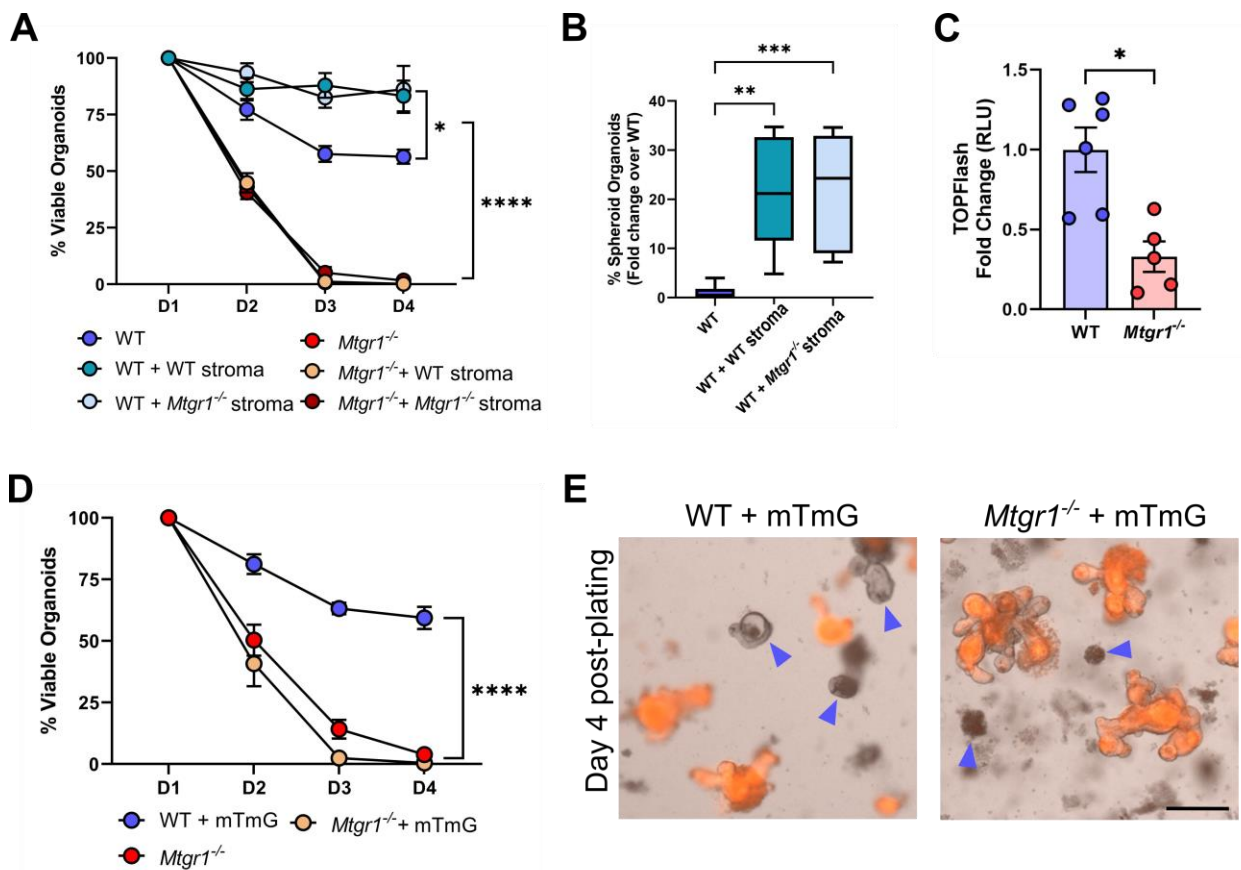 A
% Viable Organoids
100
75
50
25
0
D1 D2 D3 D4
*
****
WT
WT + WT stroma
WT + Mtgr1-/- stroma
Mtgr1-/-
Mtgr1-/- + WT stroma
Mtgr1-/- + Mtgr1-/- stroma
B
% Spheroid Organoids
(Fold change over WT)
40
30
20
10
0
***
**
WT
WT + WT stroma
WT + Mtgr1-/- stroma
C
TOPFlash
Fold Change (RLU)
1.5
1.0
0.5
0.0
*
WT Mtgr1-/-
D
% Viable Organoids
100
75
50
25
0
D1 D2 D3 D4
****
WT + mTmG
Mtgr1-/- + mTmG
Mtgr1-/-
E
WT + mTmG
Mtgr1-/- + mTmG
Day 4 post-plating